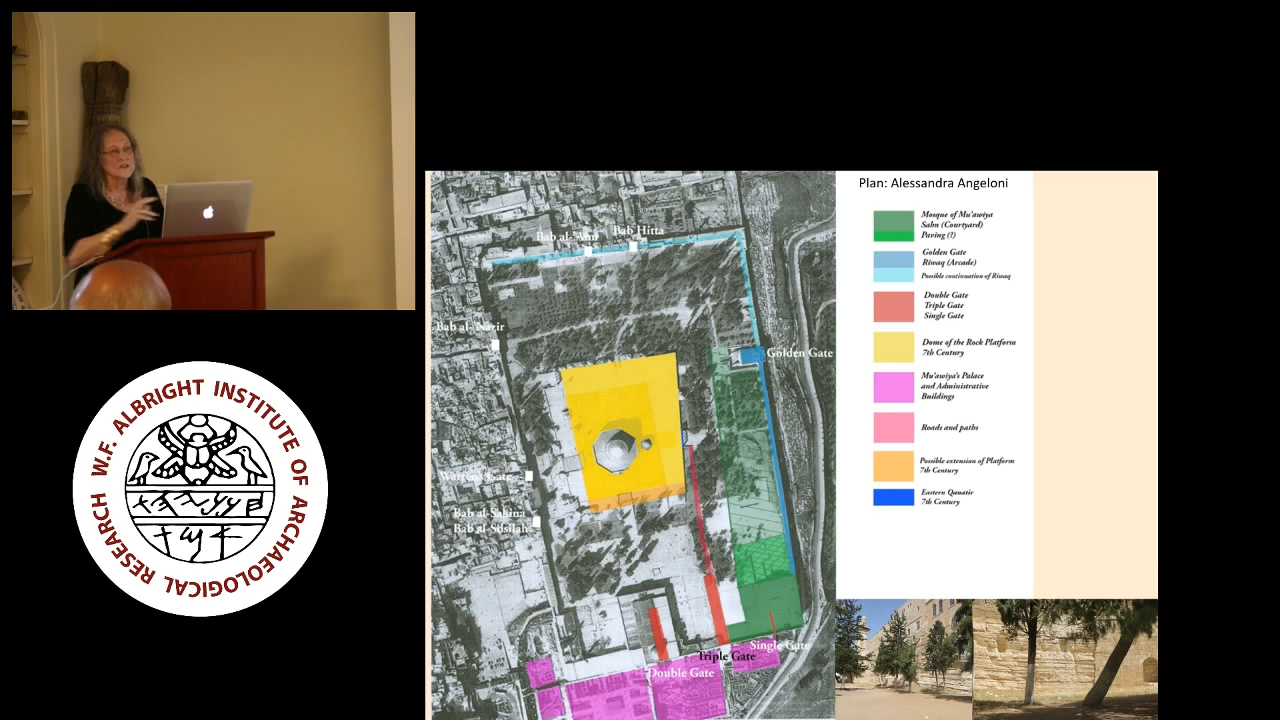 Plan: Alessandra Angeloni
Mosque of Mu'awiya
Sahn (Courtyard)
Paving (?)
Golden Gate
Riwaq (Arcade)
Possible continuation of Riwaq
Double Gate
Triple Gate
Single Gate
Dome of the Rock Platform
7th Century
Mu'awiya's Palace
and Administrative
Buildings
Roads and paths
Possible extension of Platform
7th Century
Eastern Qanatir
7th Century
Bab Hitta
Bab al-
Bab al-Nazir
Golden Gate
Warren's Gate
Bab al-Sakina
Bab al-Silsilah
Single Gate
Triple Gate
Double Gate
W.F. ALBRIGHT INSTITUTE OF ARCHAEOLOGICAL RESEARCH